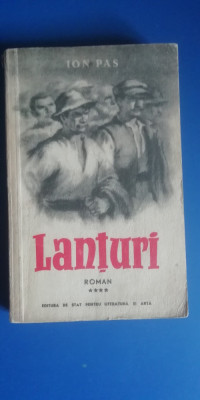 ION PAS
Lanțuri
ROMAN
****
EDITURA DE STAT PENTRU LITERATURĂ ȘI ARTĂ